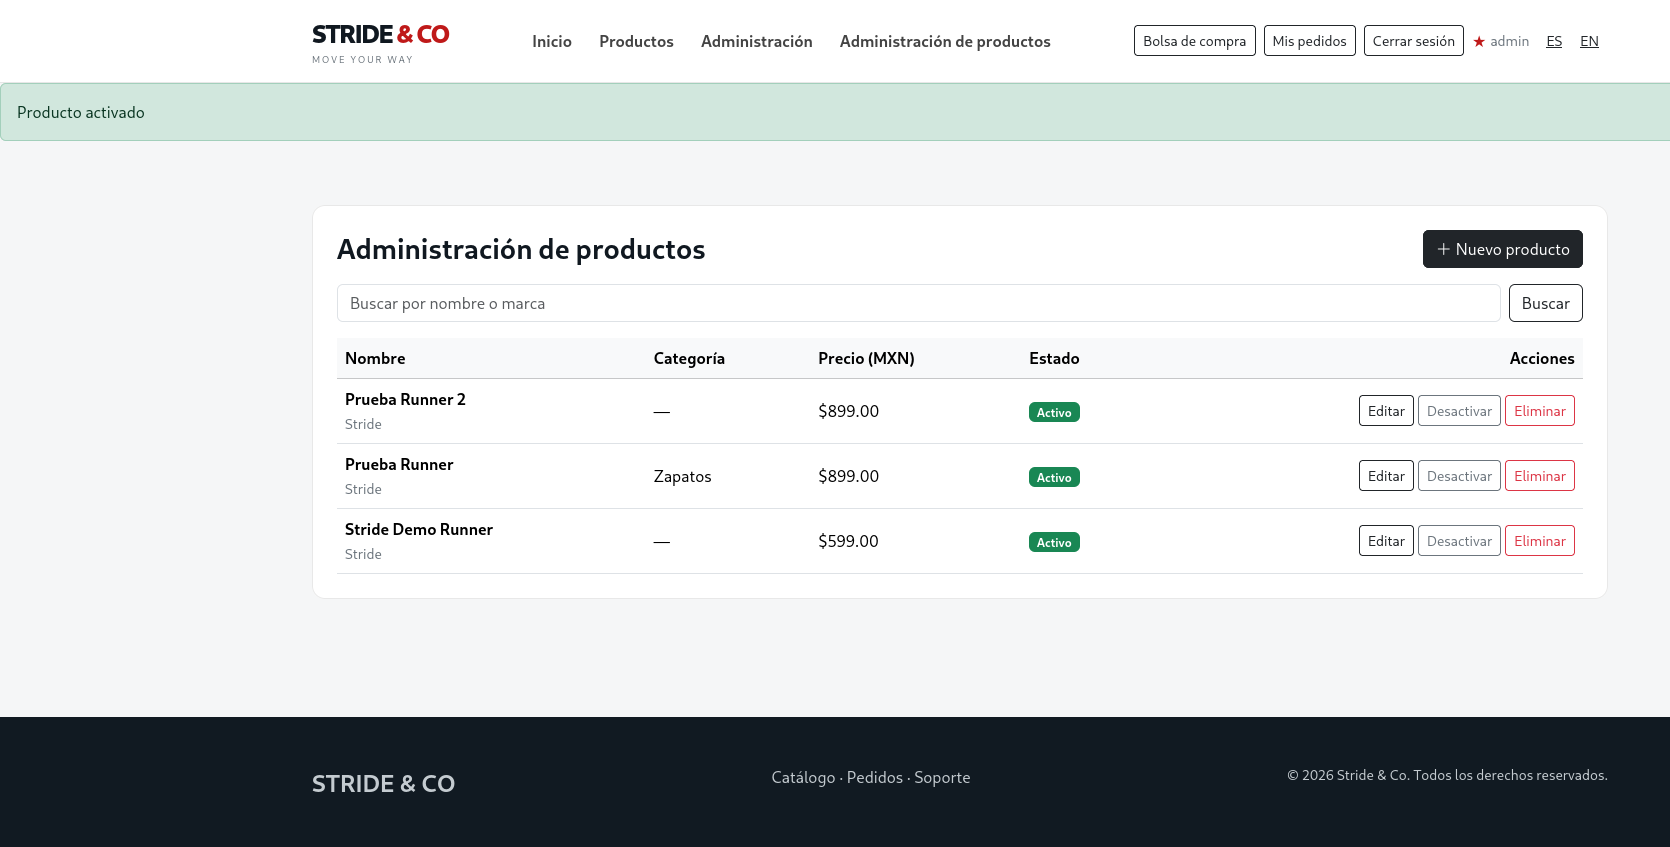 STRIDE & CO
MOVE YOUR WAY
Inicio Productos Administración Administración de productos
Bolsa de compra Mis pedidos Cerrar sesión ★ admin ES EN
Producto activado
Administración de productos
+ Nuevo producto
Buscar por nombre o marca Buscar
Nombre Categoría Precio (MXN) Estado Acciones
Prueba Runner 2
Stride
— $899.00 Activo Editar Desactivar Eliminar
Prueba Runner
Stride
Zapatos $899.00 Activo Editar Desactivar Eliminar
Stride Demo Runner
Stride
— $599.00 Activo Editar Desactivar Eliminar
STRIDE & CO
Catálogo · Pedidos · Soporte
© 2026 Stride & Co. Todos los derechos reservados.